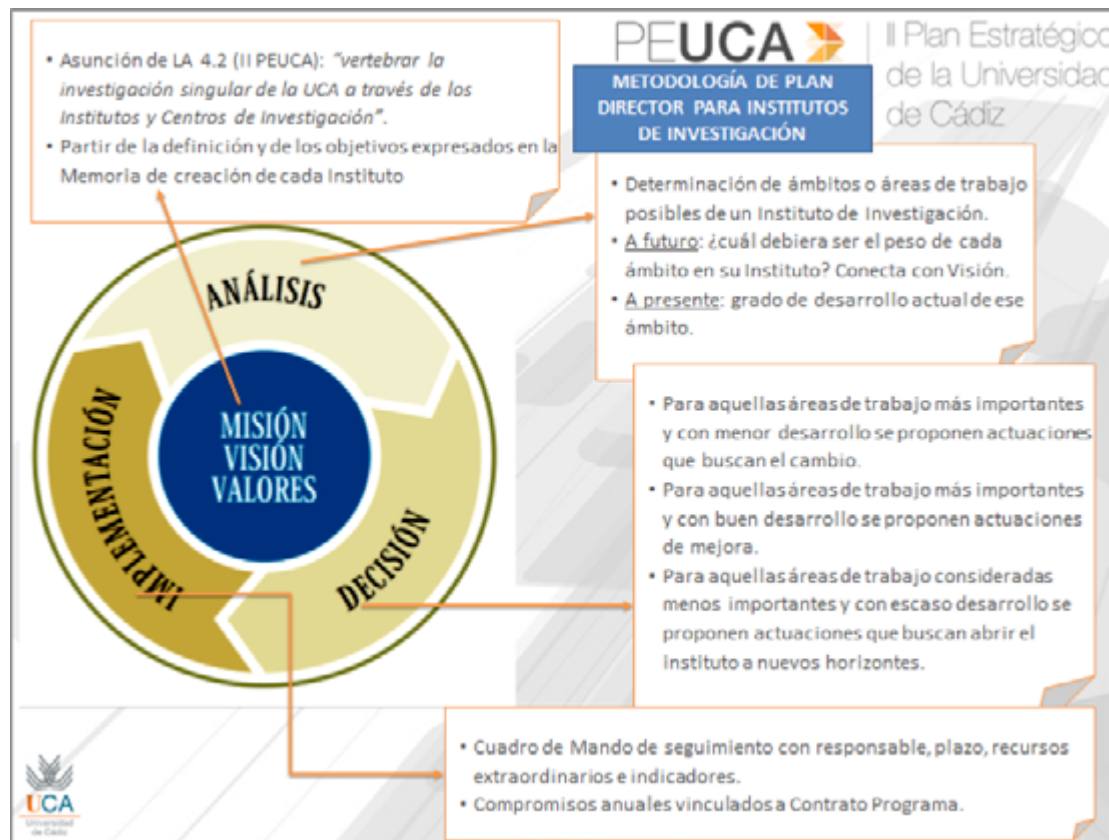 PEUCA
II Plan Estratégico
de la Universidad
de Cádiz
METODOLOGÍA DE PLAN
DIRECTOR PARA INSTITUTOS
DE INVESTIGACIÓN
• Asunción de LA 4.2 (II PEUCA): "vertebrar la
investigación singular de la UCA a través de los
Institutos y Centros de Investigación".
• Partir de la definición y de los objetivos expresados en la
Memoria de creación de cada Instituto
• Determinación de ámbitos o áreas de trabajo
posibles de un Instituto de Investigación.
• A futuro: ¿cuál debiera ser el peso de cada
ámbito en su Instituto? Conecta con Visión.
• A presente: grado de desarrollo actual de ese
ámbito.
ANÁLISIS
MISIÓN
VISIÓN
VALORES
IMPLEMENTACIÓN
DECISIÓN
• Para aquellas áreas de trabajo más importantes
y con menor desarrollo se proponen actuaciones
que buscan el cambio.
• Para aquellas áreas de trabajo más importantes
y con buen desarrollo se proponen actuaciones
de mejora.
• Para aquellas áreas de trabajo consideradas
menos importantes y con escaso desarrollo se
proponen actuaciones que buscan abrir el
instituto a nuevos horizontes.
• Cuadro de Mando de seguimiento con responsable, plazo, recursos
extraordinarios e indicadores.
• Compromisos anuales vinculados a Contrato Programa.
UCA
Universidad
de Cádiz